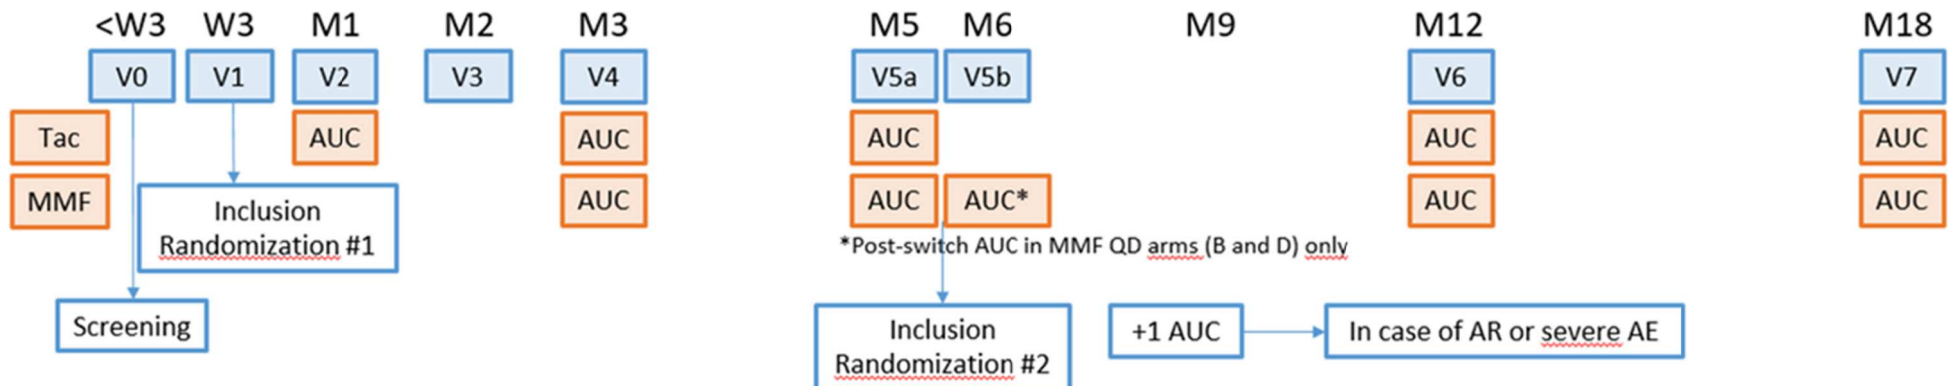 <W3 W3 M1 M2 M3 M5 M6 M9 M12 M18
V0 V1 V2 V3 V4 V5a V5b V6 V7
Tac AUC AUC AUC AUC AUC
MMF AUC AUC AUC* AUC AUC
Inclusion
Randomization #1
*Post-switch AUC in MMF QD arms (B and D) only
Screening
Inclusion
Randomization #2
+1 AUC
In case of AR or severe AE